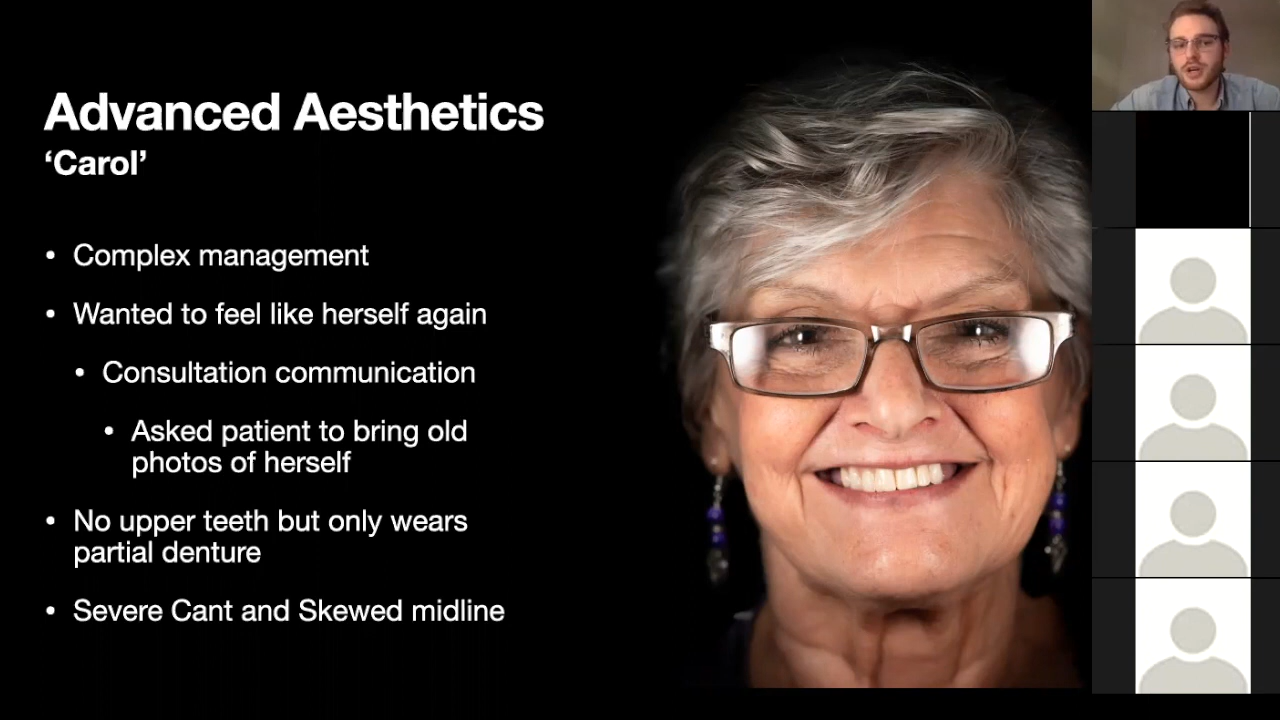 Advanced Aesthetics
‘Carol’
• Complex management
• Wanted to feel like herself again
• Consultation communication
• Asked patient to bring old
photos of herself
• No upper teeth but only wears
partial denture
• Severe Cant and Skewed midline